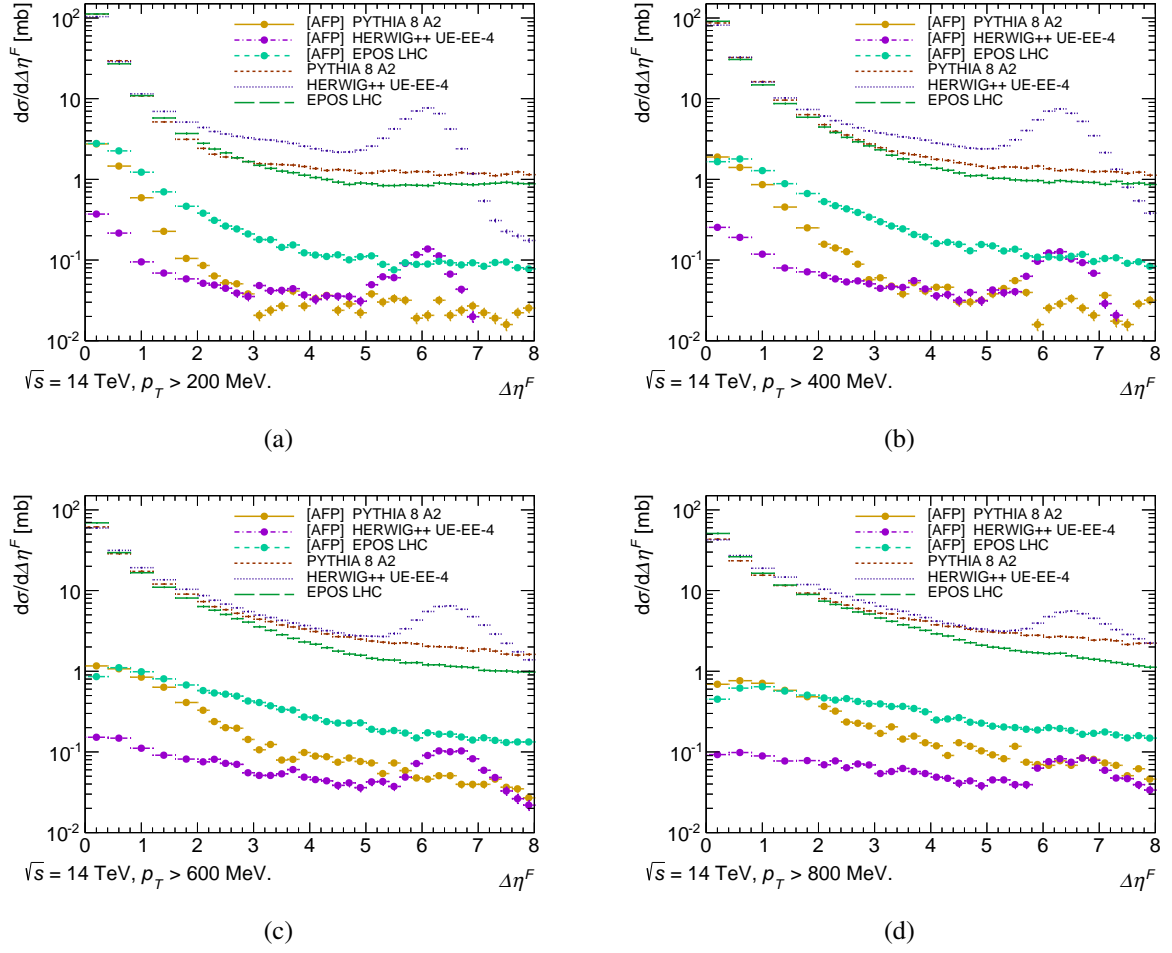 dσ/dΔη^F [mb]
10²
10
1
10⁻¹
10⁻²
[AFP] PYTHIA 8 A2
[AFP] HERWIG++ UE-EE-4
[AFP] EPOS LHC
PYTHIA 8 A2
HERWIG++ UE-EE-4
EPOS LHC
0 1 2 3 4 5 6 7 8
√s = 14 TeV, p_T > 200 MeV.
Δη^F
(a)
dσ/dΔη^F [mb]
10²
10
1
10⁻¹
10⁻²
[AFP] PYTHIA 8 A2
[AFP] HERWIG++ UE-EE-4
[AFP] EPOS LHC
PYTHIA 8 A2
HERWIG++ UE-EE-4
EPOS LHC
0 1 2 3 4 5 6 7 8
√s = 14 TeV, p_T > 400 MeV.
Δη^F
(b)
dσ/dΔη^F [mb]
10²
10
1
10⁻¹
10⁻²
[AFP] PYTHIA 8 A2
[AFP] HERWIG++ UE-EE-4
[AFP] EPOS LHC
PYTHIA 8 A2
HERWIG++ UE-EE-4
EPOS LHC
0 1 2 3 4 5 6 7 8
√s = 14 TeV, p_T > 600 MeV.
Δη^F
(c)
dσ/dΔη^F [mb]
10²
10
1
10⁻¹
10⁻²
[AFP] PYTHIA 8 A2
[AFP] HERWIG++ UE-EE-4
[AFP] EPOS LHC
PYTHIA 8 A2
HERWIG++ UE-EE-4
EPOS LHC
0 1 2 3 4 5 6 7 8
√s = 14 TeV, p_T > 800 MeV.
Δη^F
(d)